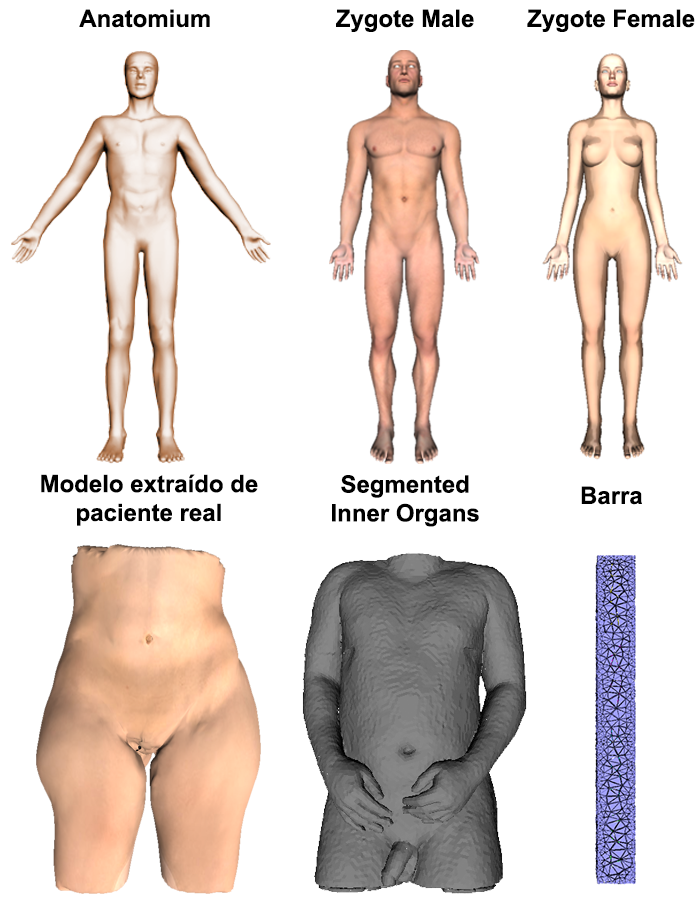 Anatomium
Zygote Male
Zygote Female
Modelo extraído de
paciente real
Segmented
Inner Organs
Barra